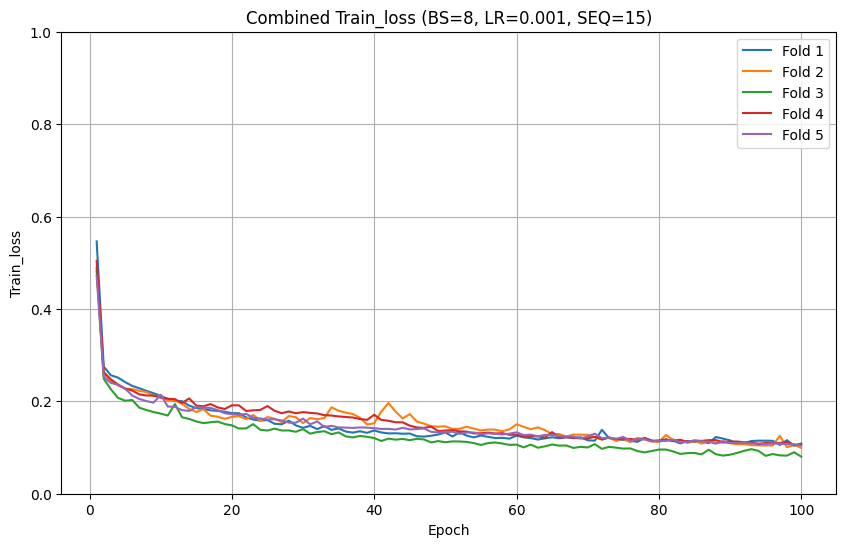 Combined Train_loss (BS=8, LR=0.001, SEQ=15)
1.0
0.8
0.6
0.4
0.2
0.0
Train_loss
Fold 1
Fold 2
Fold 3
Fold 4
Fold 5
0 20 40 60 80 100
Epoch